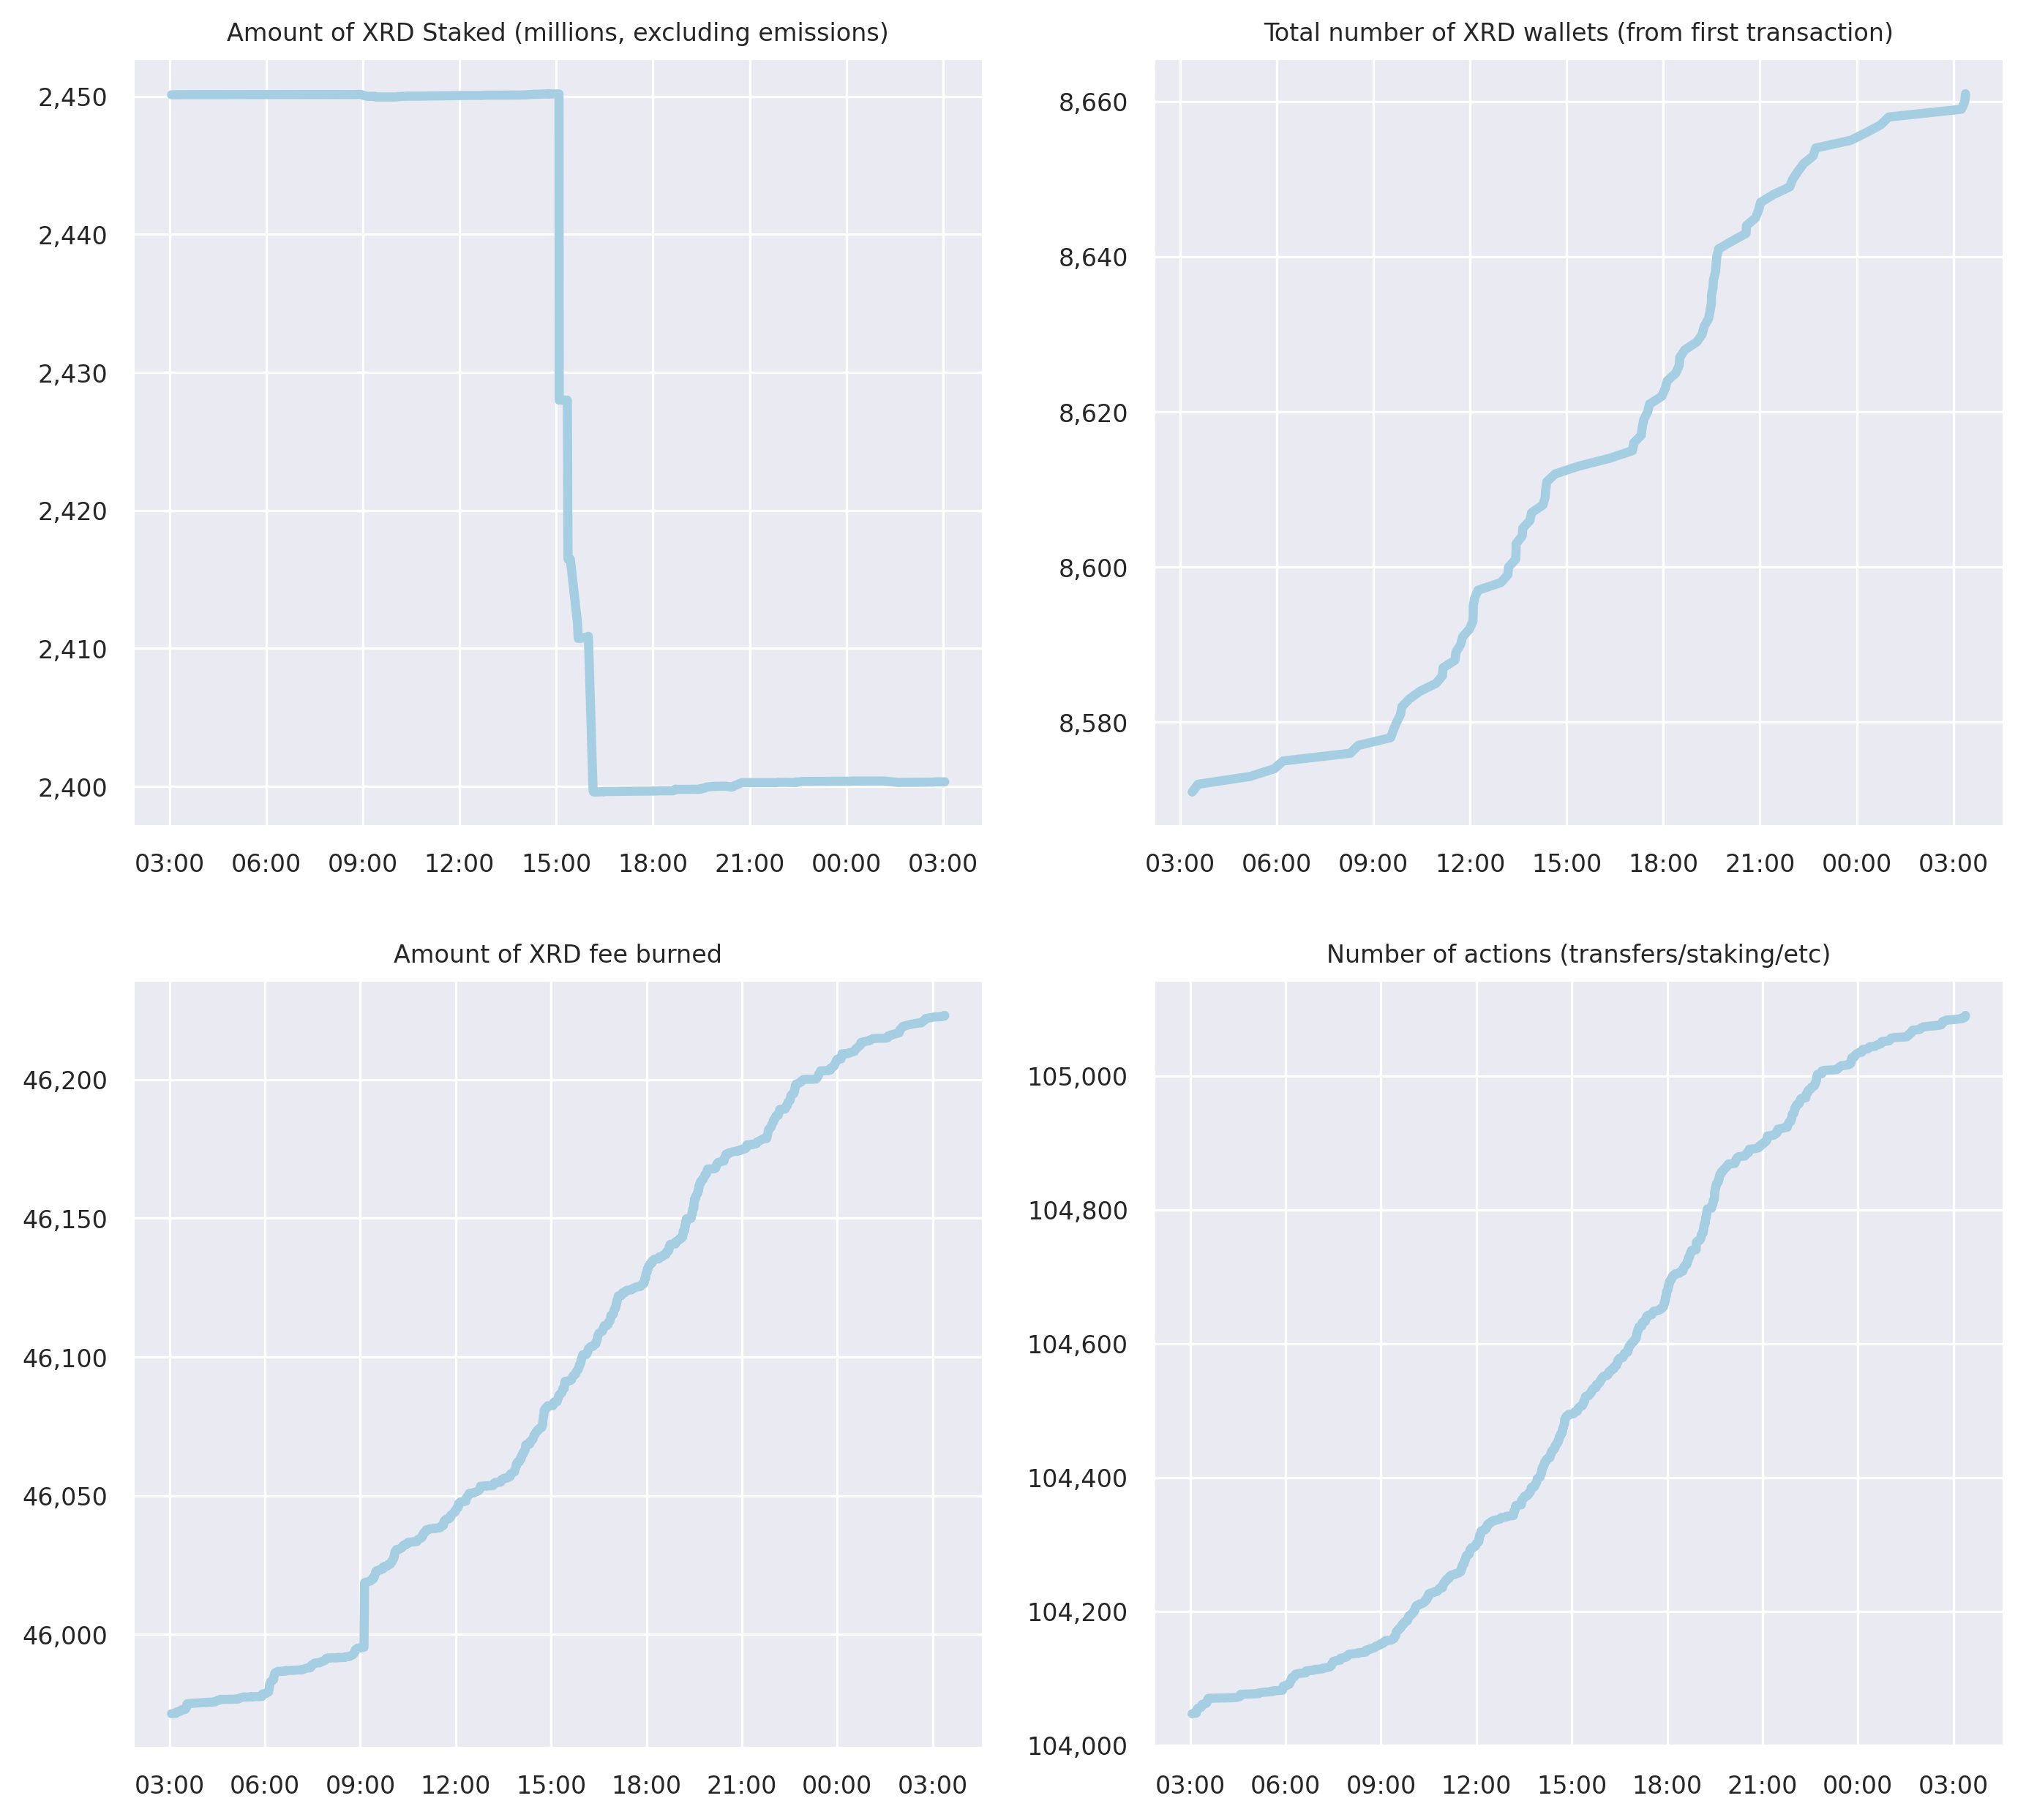 Amount of XRD Staked (millions, excluding emissions)
2,450
2,440
2,430
2,420
2,410
2,400
03:00 06:00 09:00 12:00 15:00 18:00 21:00 00:00 03:00
Total number of XRD wallets (from first transaction)
8,660
8,640
8,620
8,600
8,580
03:00 06:00 09:00 12:00 15:00 18:00 21:00 00:00 03:00
Amount of XRD fee burned
46,200
46,150
46,100
46,050
46,000
03:00 06:00 09:00 12:00 15:00 18:00 21:00 00:00 03:00
Number of actions (transfers/staking/etc)
105,000
104,800
104,600
104,400
104,200
104,000
03:00 06:00 09:00 12:00 15:00 18:00 21:00 00:00 03:00